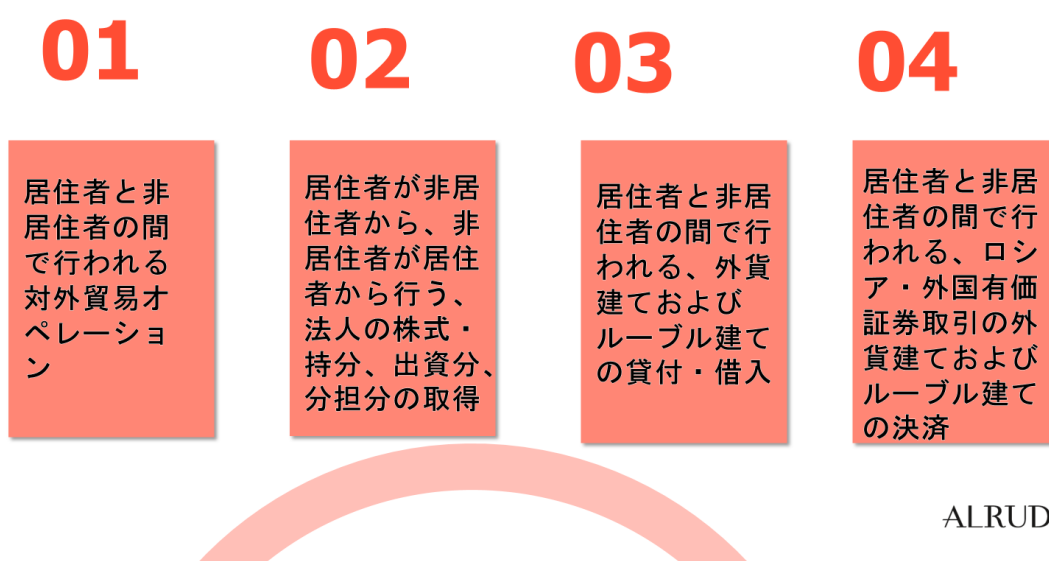 01
居住者と非
居住者の間
で行われる
対外貿易オ
ペレーショ
ン
02
居住者が非居
住者から、非
居住者が居住
者から行う、
法人の株式・
持分、出資分、
分担分の取得
03
居住者と非居
住者の間で行
われる、外貨
建ておよび
ルーブル建て
の貸付・借入
04
居住者と非居
住者の間で行
われる、ロシ
ア・外国有価
証券取引の外
貨建ておよび
ルーブル建て
の決済
ALRUD